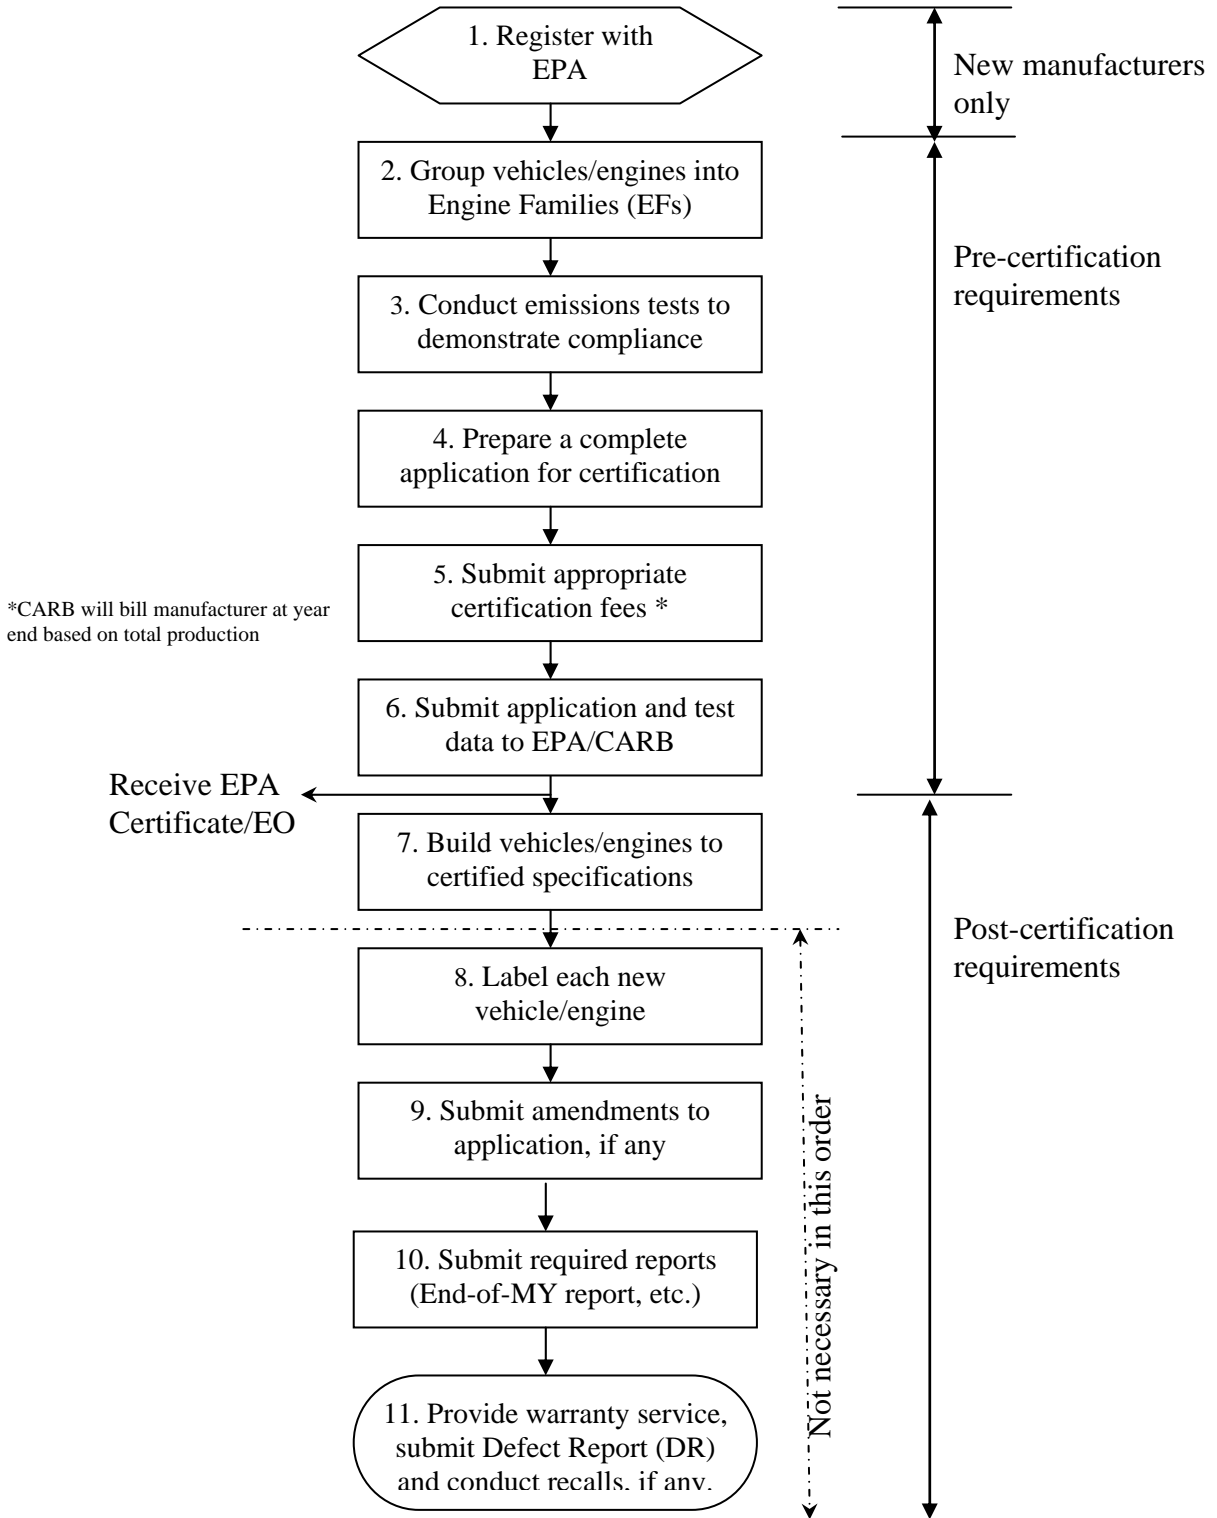 1. Register with
EPA
New manufacturers
only
2. Group vehicles/engines into
Engine Families (EFs)
Pre-certification
requirements
3. Conduct emissions tests to
demonstrate compliance
4. Prepare a complete
application for certification
5. Submit appropriate
certification fees *
*CARB will bill manufacturer at year
end based on total production
6. Submit application and test
data to EPA/CARB
Receive EPA
Certificate/EO
7. Build vehicles/engines to
certified specifications
Post-certification
requirements
8. Label each new
vehicle/engine
9. Submit amendments to
application, if any
Not necessary in this order
10. Submit required reports
(End-of-MY report, etc.)
11. Provide warranty service,
submit Defect Report (DR)
and conduct recalls, if any.